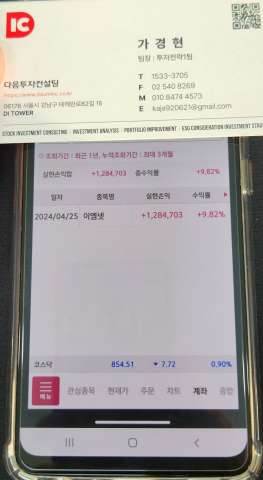 IC
가 경 현
팀장 : 투자전략1팀
다음투자컨설팅
T 1533-3705
F 02 540 8269
M 010 8474 4573
E kaja920621@gmail.com
06178 서울시 강남구 테헤란로82길 15
DI TOWER
STOCK INVESTMENT CONSULTING | INVESTMENT ANALYSIS | PORTFOLIO IMPROVEMENT | ESG CONSIDERATION INVESTMENT STRA
조회기간 : 최근 1년, 누적조회기간 : 최대 3개월
실현손익합 +1,284,703 총수익률 +9.82%
일자 종목명 실현손익 수익률
2024/04/25 이엠넷 +1,284,703 +9.82%
코스닥 854.51 ▼ 7.72 0.90%
메뉴 관심종목 현재가 주문 차트 계좌 종합